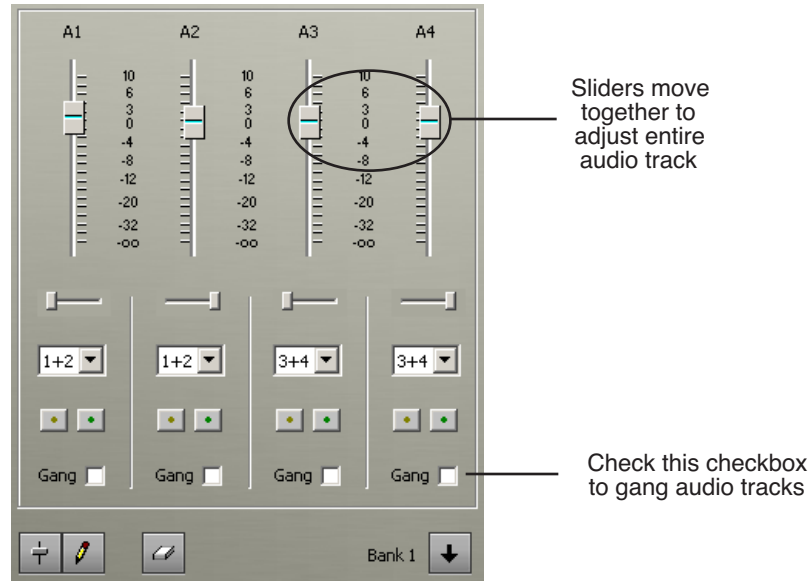 A1 A2 A3 A4
10 10 10
6 6 6
3 3 3
0 0 0
-4 -4 -4
-8 -8 -8
-12 -12 -12
-20 -20 -20
-32 -32 -32
-oo -oo -oo
Sliders move
together to
adjust entire
audio track
1+2 1+2 3+4 3+4
Gang Gang Gang Gang
Check this checkbox
to gang audio tracks
Bank 1